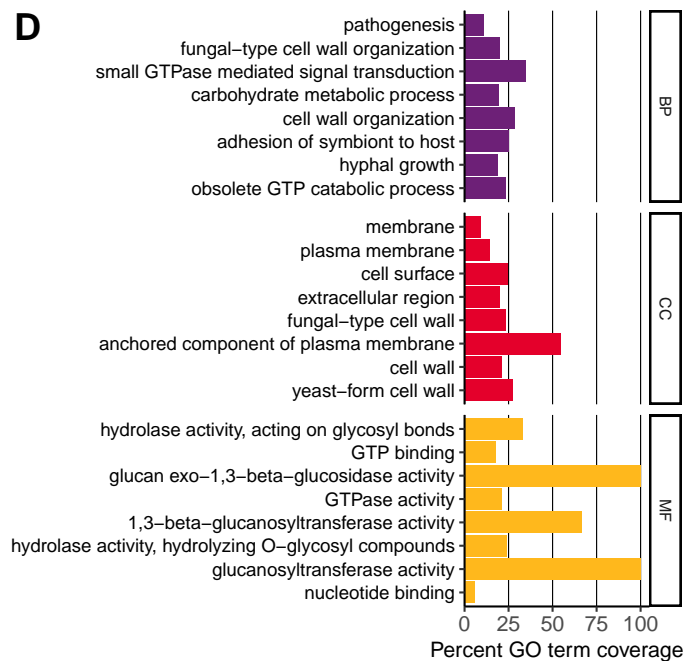 D
pathogenesis
fungal–type cell wall organization
small GTPase mediated signal transduction
carbohydrate metabolic process
cell wall organization
adhesion of symbiont to host
hyphal growth
obsolete GTP catabolic process
BP
membrane
plasma membrane
cell surface
extracellular region
fungal–type cell wall
anchored component of plasma membrane
cell wall
yeast–form cell wall
CC
hydrolase activity, acting on glycosyl bonds
GTP binding
glucan exo–1,3–beta–glucosidase activity
GTPase activity
1,3–beta–glucanosyltransferase activity
hydrolase activity, hydrolyzing O–glycosyl compounds
glucanosyltransferase activity
nucleotide binding
MF
0 25 50 75 100
Percent GO term coverage